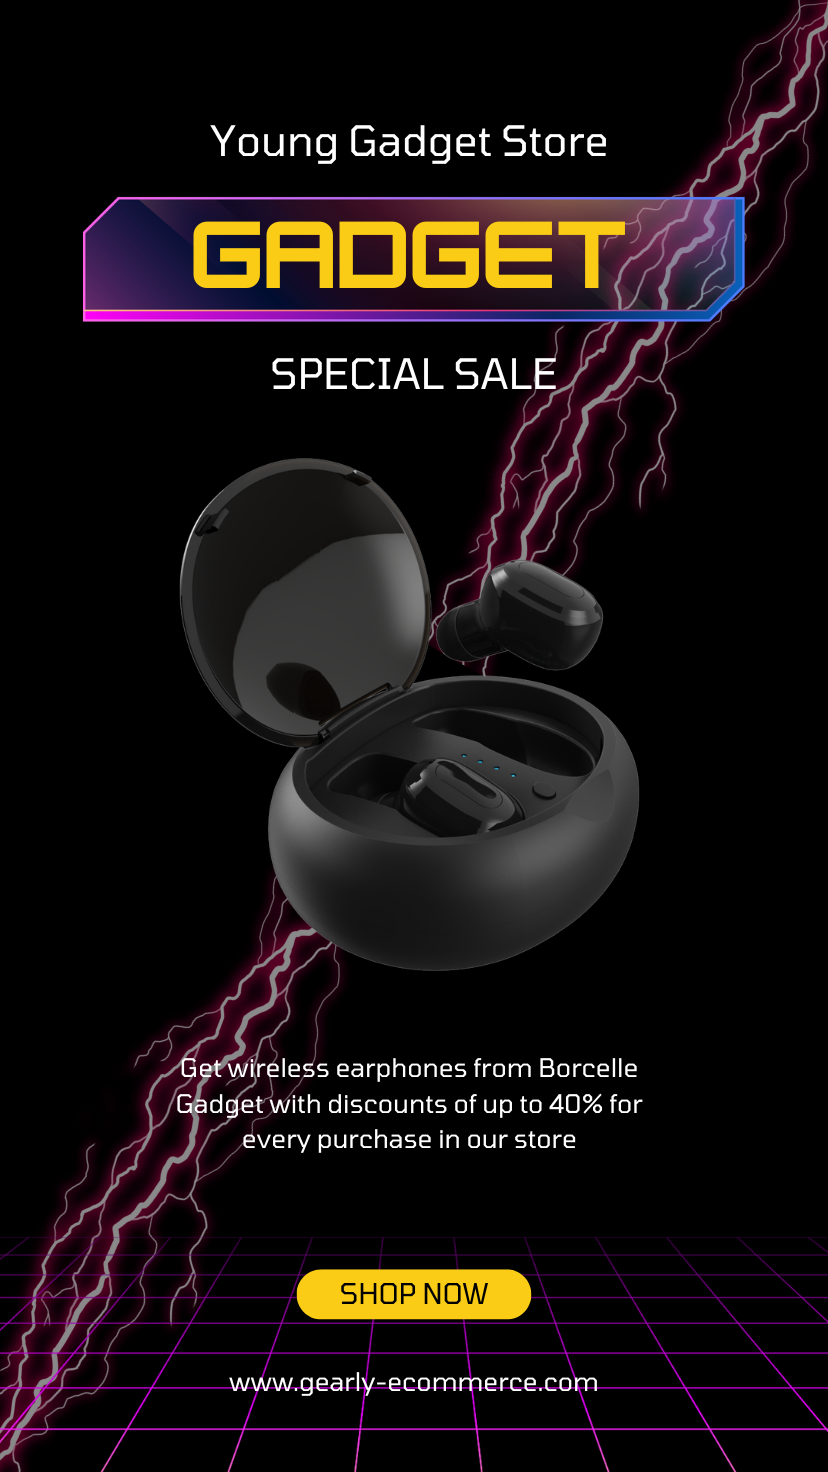 Young Gadget Store
GADGET
SPECIAL SALE
Get wireless earphones from Borcelle
Gadget with discounts of up to 40% for
every purchase in our store
SHOP NOW
www.gearly-ecommerce.com